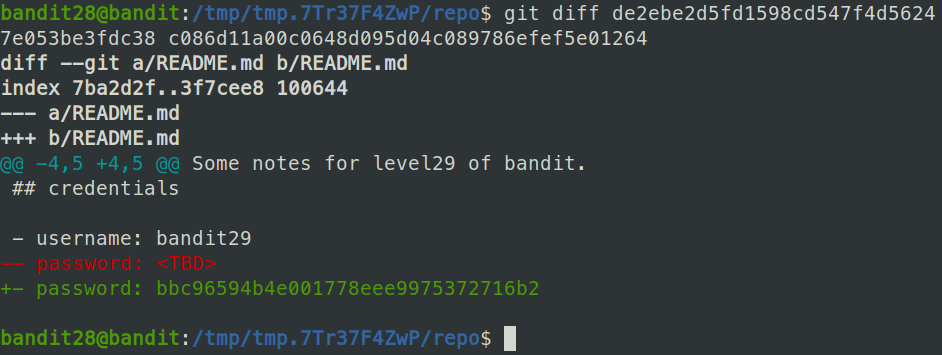 bandit28@bandit:/tmp/tmp.7Tr37F4ZwP/repo$ git diff de2ebe2d5fd1598cd547f4d5624
7e053be3fdc38 c086d11a00c0648d095d04c089786efef5e01264
diff --git a/README.md b/README.md
index 7ba2d2f..3f7cee8 100644
--- a/README.md
+++ b/README.md
@@ -4,5 +4,5 @@ Some notes for level29 of bandit.
 ## credentials
 - username: bandit29
-- password: <TBD>
+- password: bbc96594b4e001778eee9975372716b2
bandit28@bandit:/tmp/tmp.7Tr37F4ZwP/repo$